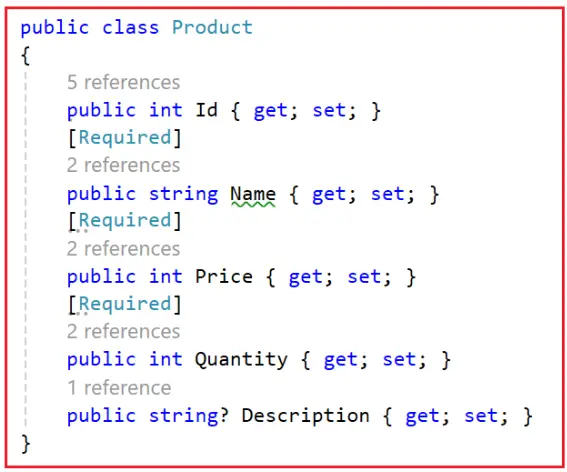 public class Product
{
5 references
public int Id { get; set; }
[Required]
2 references
public string Name { get; set; }
[Required]
2 references
public int Price { get; set; }
[Required]
2 references
public int Quantity { get; set; }
1 reference
public string? Description { get; set; }
}